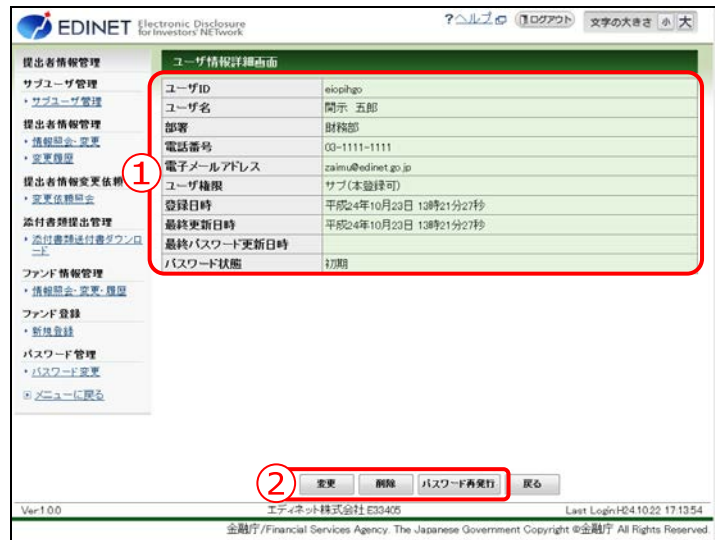 EDINET Electronic Disclosure
for Investors' NETwork
?ヘルプ ログアウト 文字の大きさ 小 大
提出者情報管理
サブユーザ管理
・サブユーザ管理
提出者情報管理
・情報照会・変更
・変更履歴
提出者情報変更依頼
・変更依頼照会
添付書類提出管理
・添付書類送付書ダウンロ
ード
ファンド情報管理
・情報照会・変更・履歴
ファンド登録
・新規登録
パスワード管理
・パスワード変更
メニューに戻る
ユーザ情報詳細画面
①
ユーザID eiopihgo
ユーザ名 開示 五郎
部署 財務部
電話番号 03-1111-1111
電子メールアドレス zaimu@edinet.go.jp
ユーザ権限 サブ(本登録可)
登録日時 平成24年10月23日 13時21分27秒
最終更新日時 平成24年10月23日 13時21分27秒
最終パスワード更新日時
パスワード状態 初期
② 変更 削除 パスワード再発行 戻る
Ver.1.0.0 エディネット株式会社 E33405 Last Login:H24.10.22 17:13:54
金融庁/Financial Services Agency. The Japanese Government Copyright ©金融庁 All Rights Reserved.